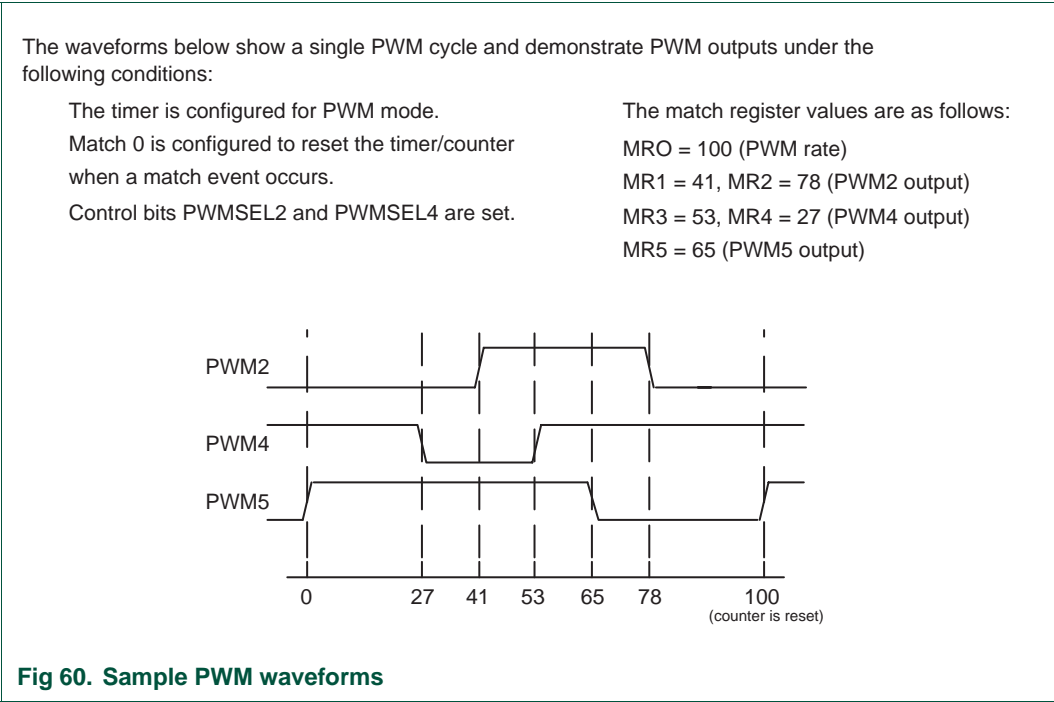 The waveforms below show a single PWM cycle and demonstrate PWM outputs under the
following conditions:
The timer is configured for PWM mode.
Match 0 is configured to reset the timer/counter
when a match event occurs.
Control bits PWMSEL2 and PWMSEL4 are set.
The match register values are as follows:
MRO = 100 (PWM rate)
MR1 = 41, MR2 = 78 (PWM2 output)
MR3 = 53, MR4 = 27 (PWM4 output)
MR5 = 65 (PWM5 output)
PWM2
PWM4
PWM5
0 27 41 53 65 78 100
(counter is reset)
Fig 60. Sample PWM waveforms